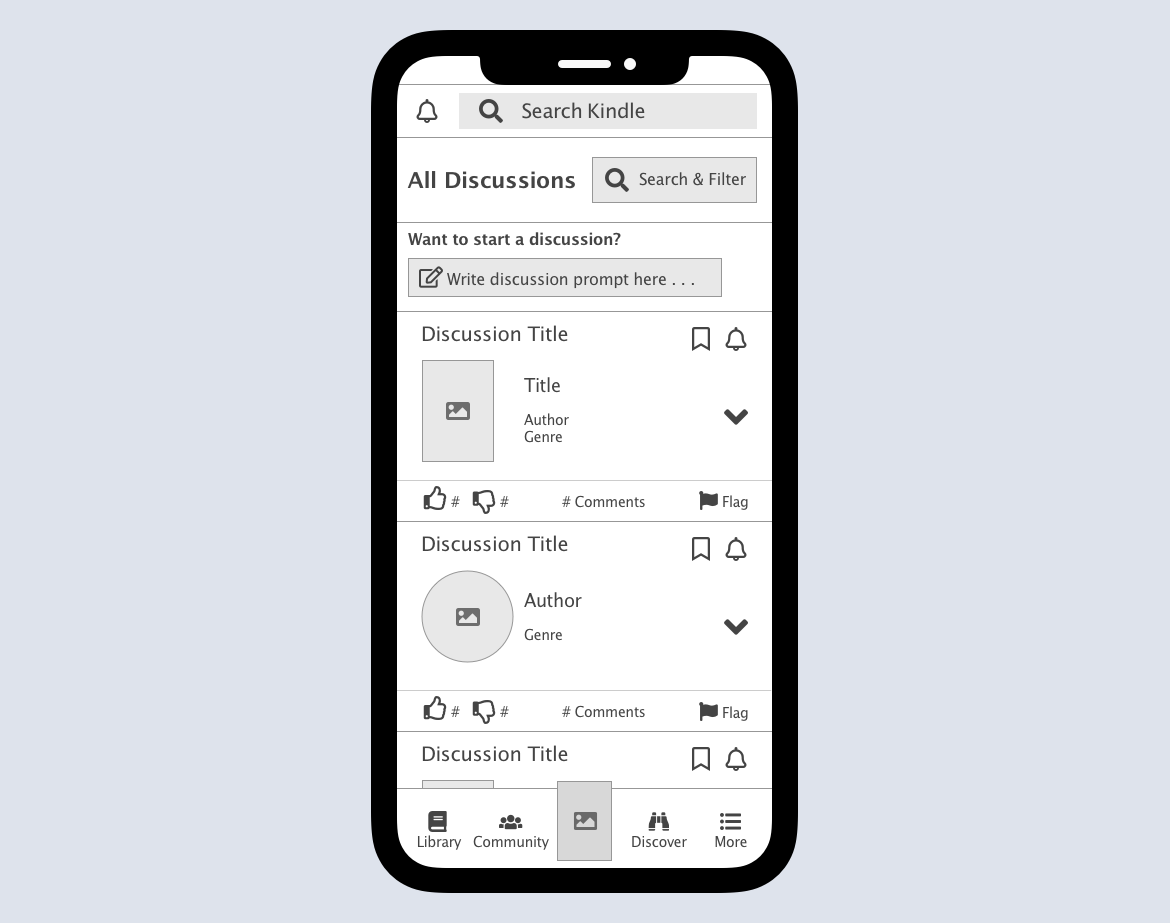 Search Kindle
All Discussions
Search & Filter
Want to start a discussion?
Write discussion prompt here . . .
Discussion Title
Title
Author
Genre
#
#
# Comments
Flag
Discussion Title
Author
Genre
#
#
# Comments
Flag
Discussion Title
Library
Community
Discover
More